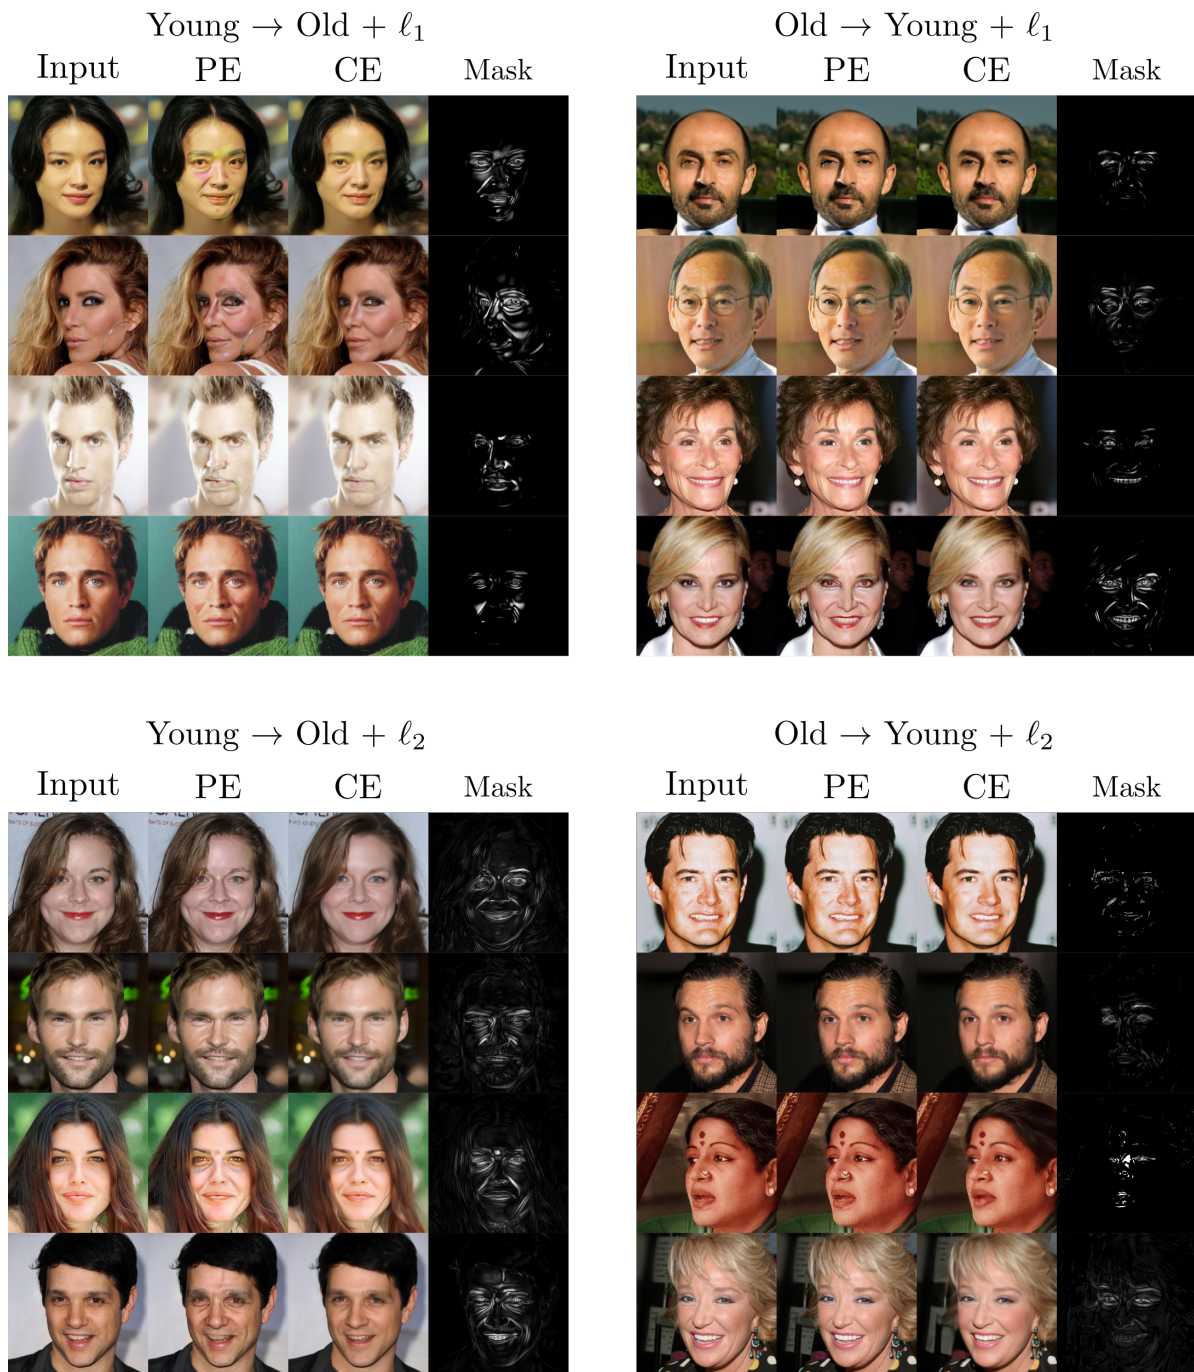 Young → Old + ℓ₁
Input PE CE Mask
Old → Young + ℓ₁
Input PE CE Mask
Young → Old + ℓ₂
Input PE CE Mask
Old → Young + ℓ₂
Input PE CE Mask